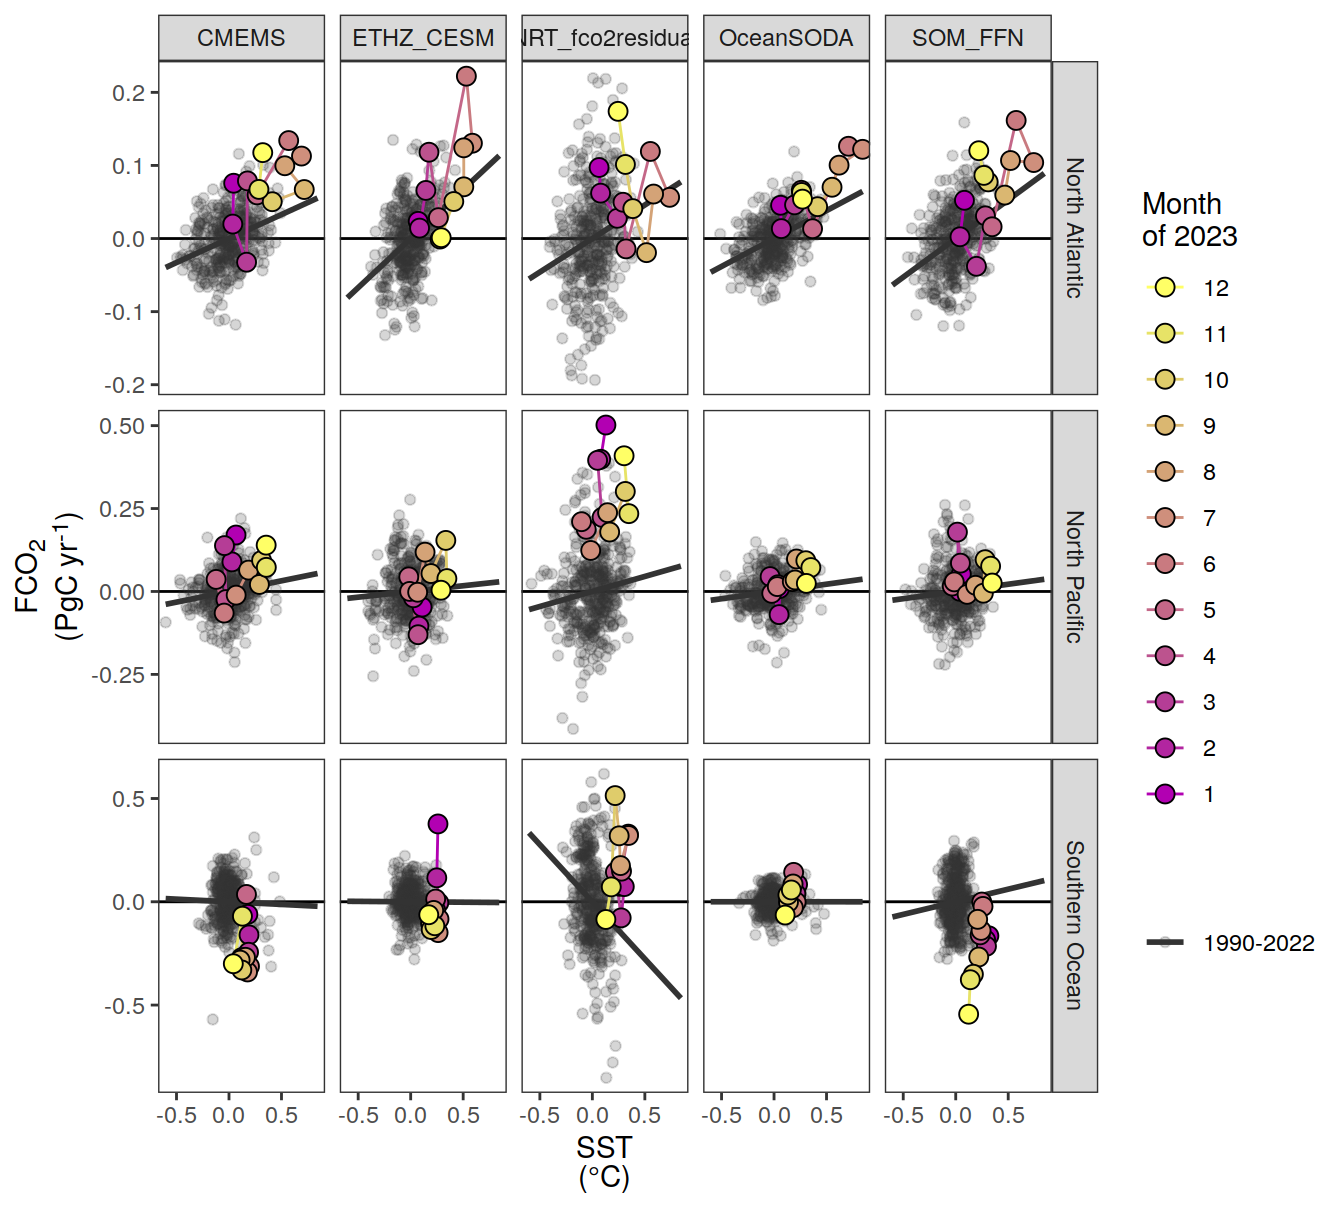 CMEMS ETHZ_CESM NRT_fco2residua OceanSODA SOM_FFN
0.2
0.1
0.0
-0.1
-0.2
North Atlantic
0.50
0.25
0.00
-0.25
North Pacific
0.5
0.0
-0.5
Southern Ocean
-0.5 0.0 0.5 -0.5 0.0 0.5 -0.5 0.0 0.5 -0.5 0.0 0.5 -0.5 0.0 0.5
SST
(°C)
FCO₂
(PgC yr⁻¹)
Month
of 2023
12
11
10
9
8
7
6
5
4
3
2
1
1990-2022